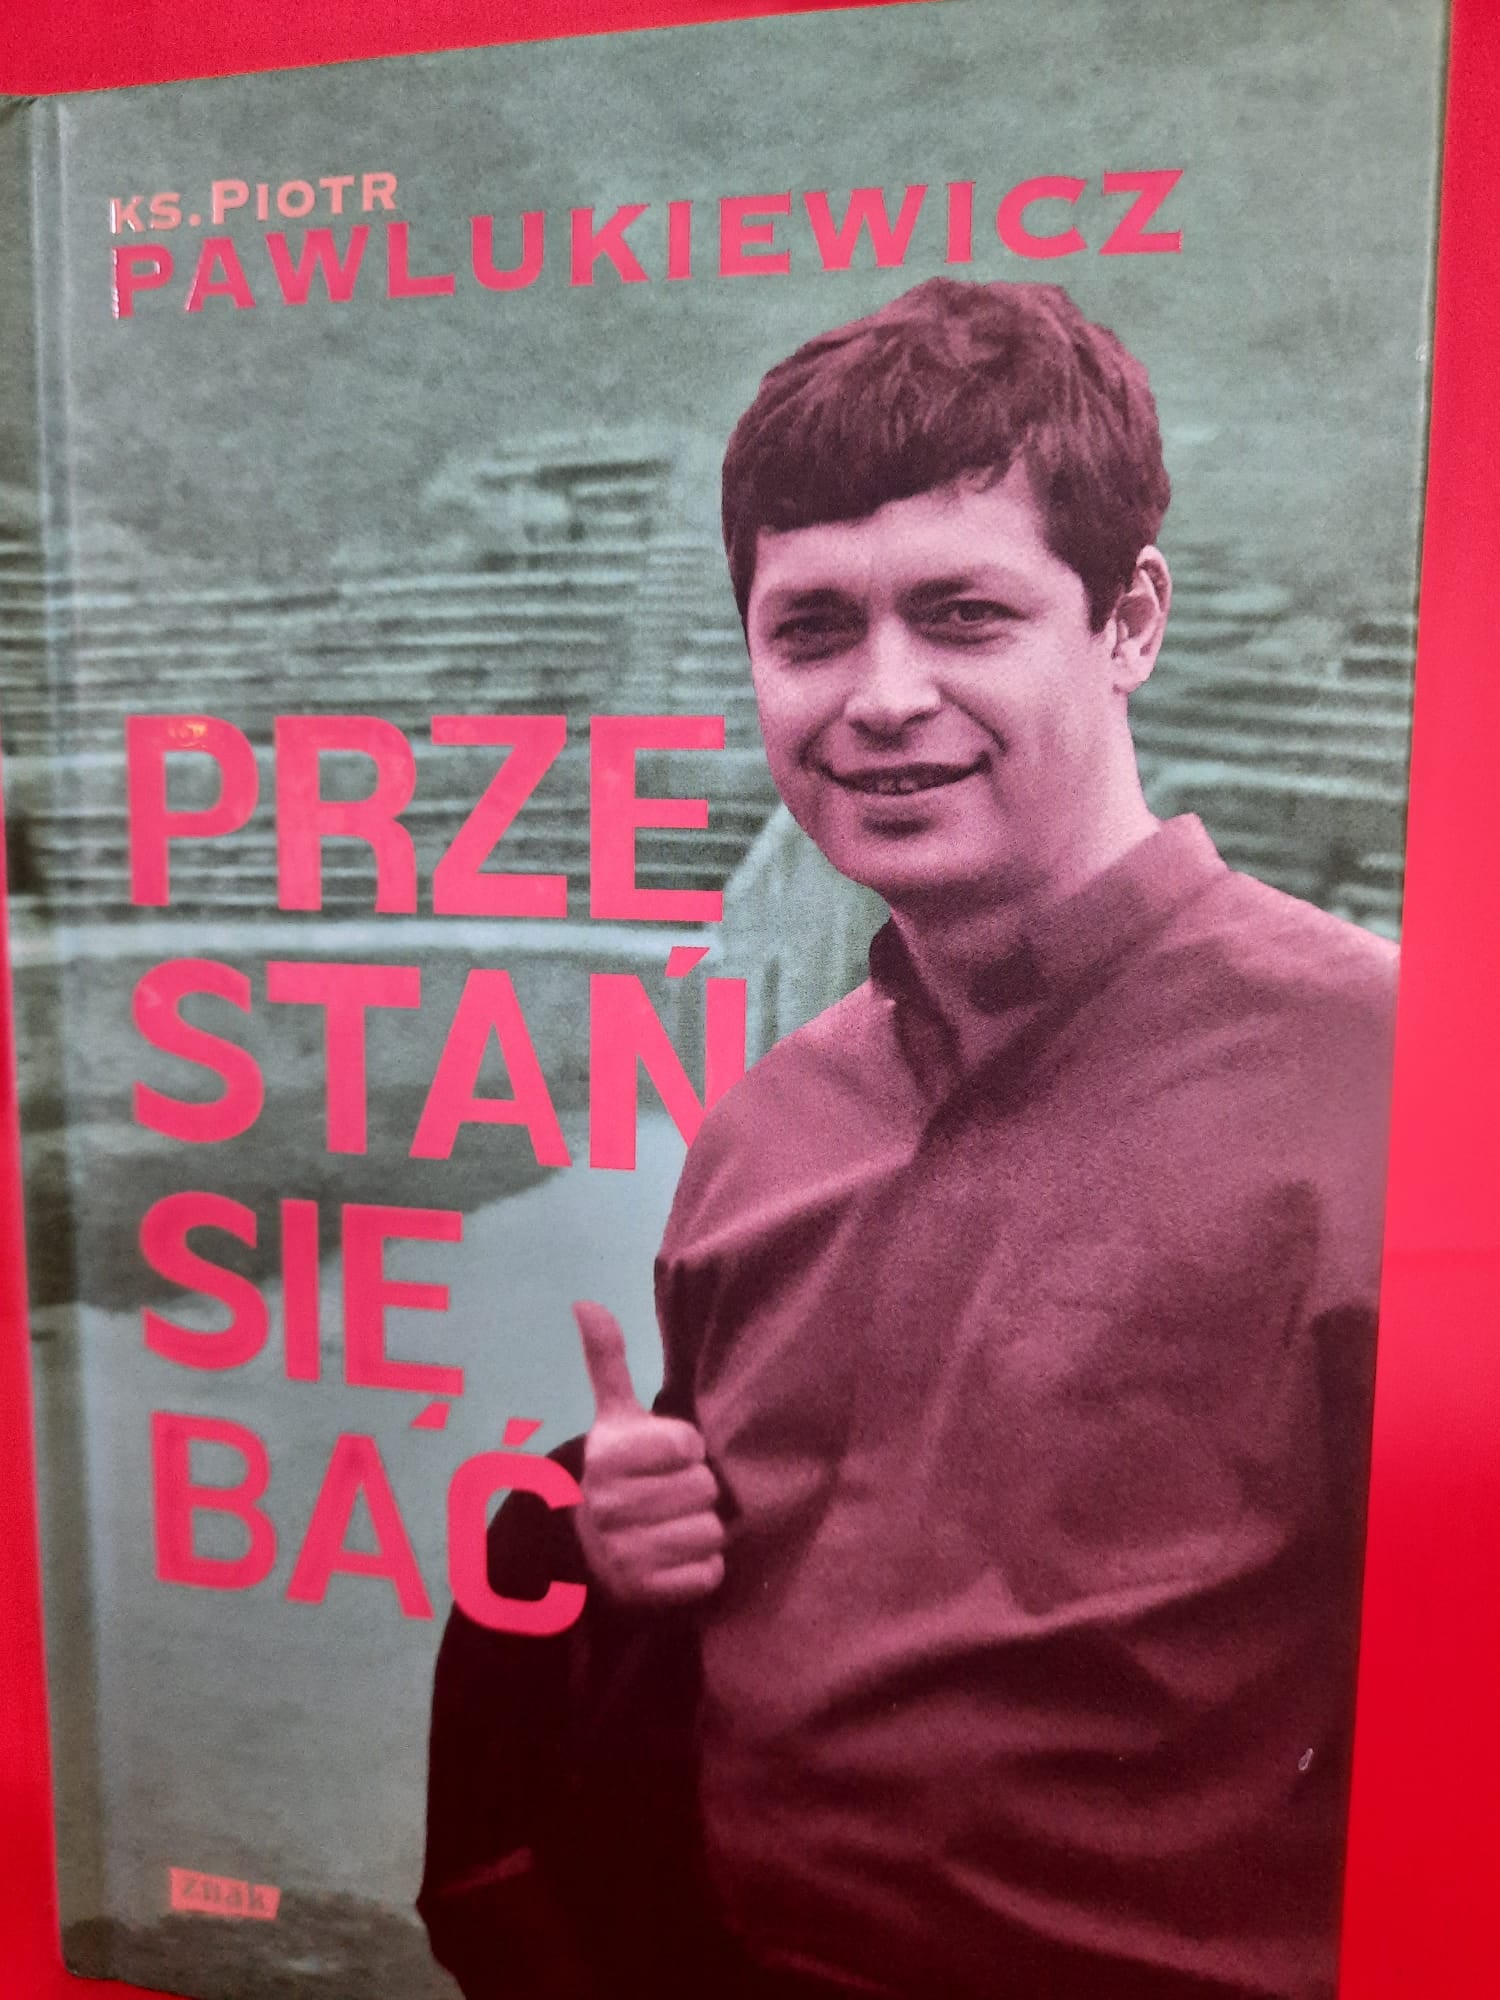 KS. PIOTR
PAWLUKIEWICZ
PRZE
STAŃ
SIĘ
BAĆ
znak